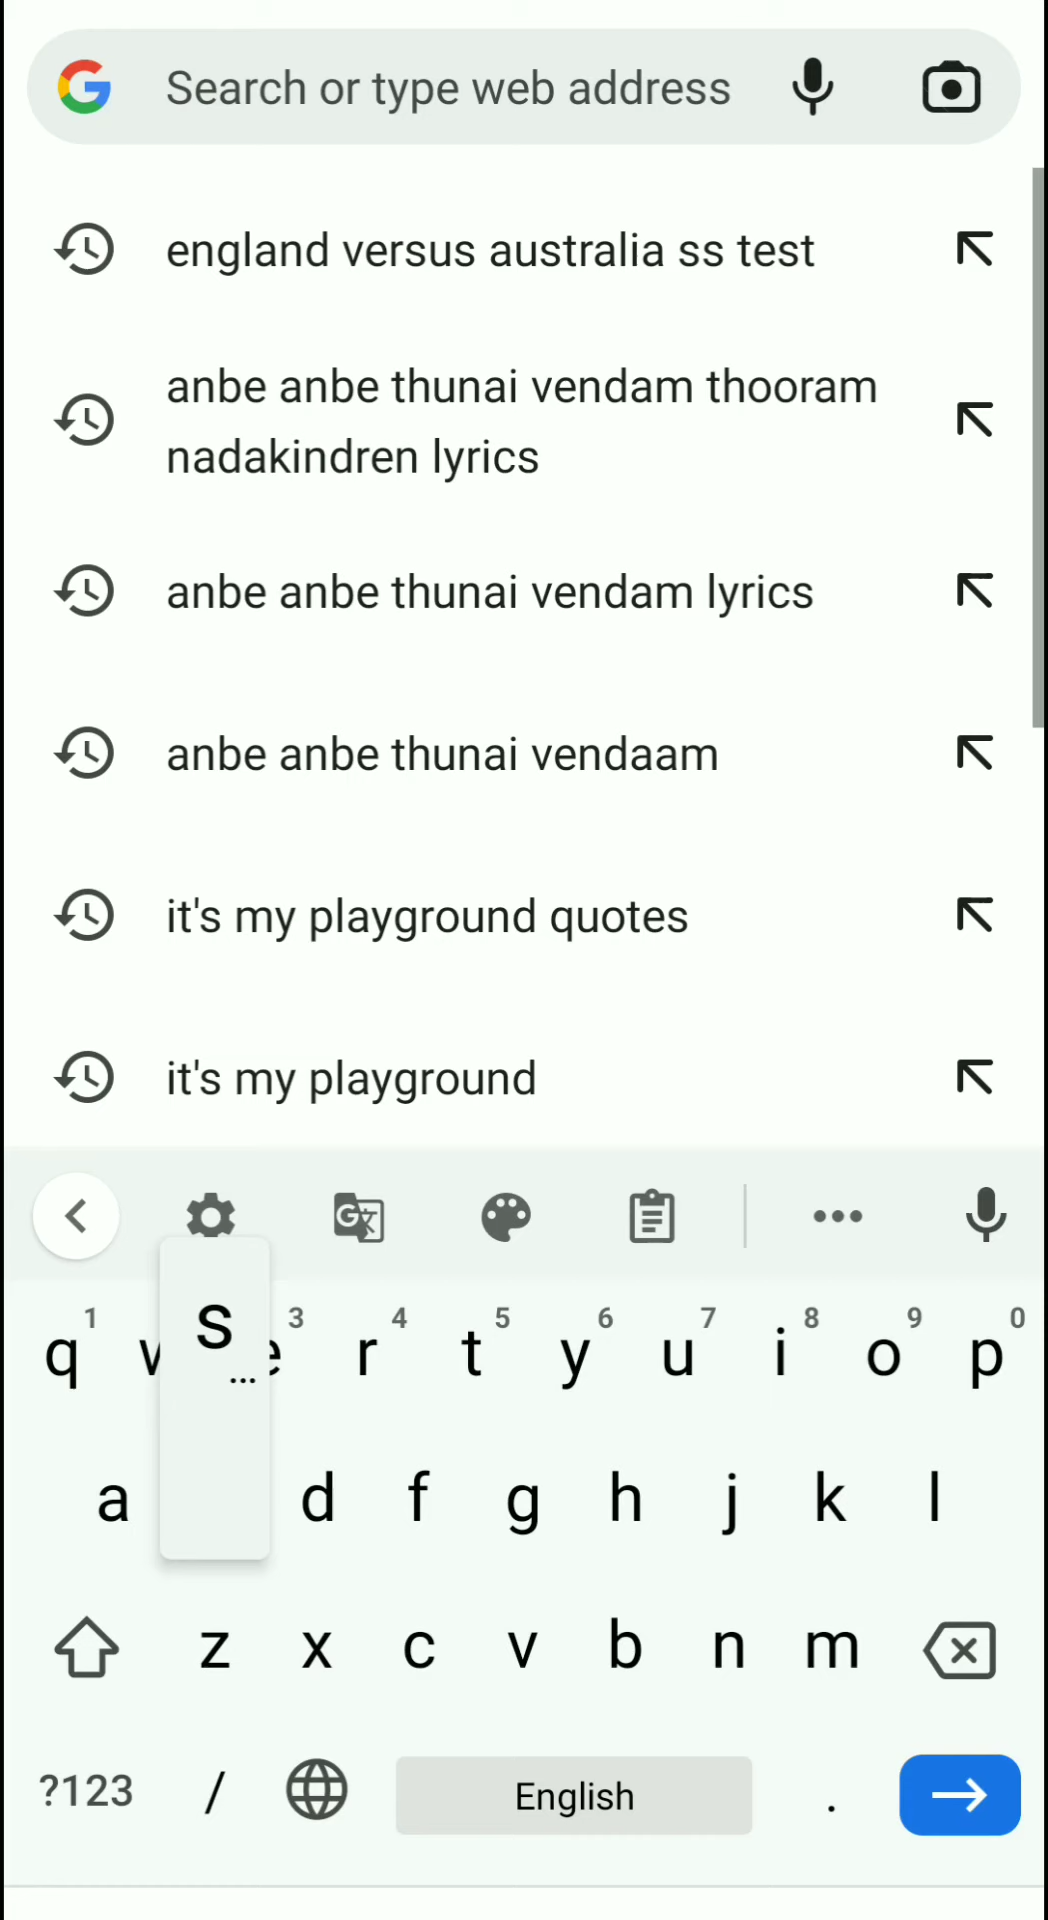 Search or type web address
england versus australia ss test
anbe anbe thunai vendam thooram
nadakindren lyrics
anbe anbe thunai vendam lyrics
anbe anbe thunai vendaam
it's my playground quotes
it's my playground
1 3 4 5 6 7 8 9 0
q s e r t y u i o p
...
a d f g h j k l
z x c v b n m
?123 / English .